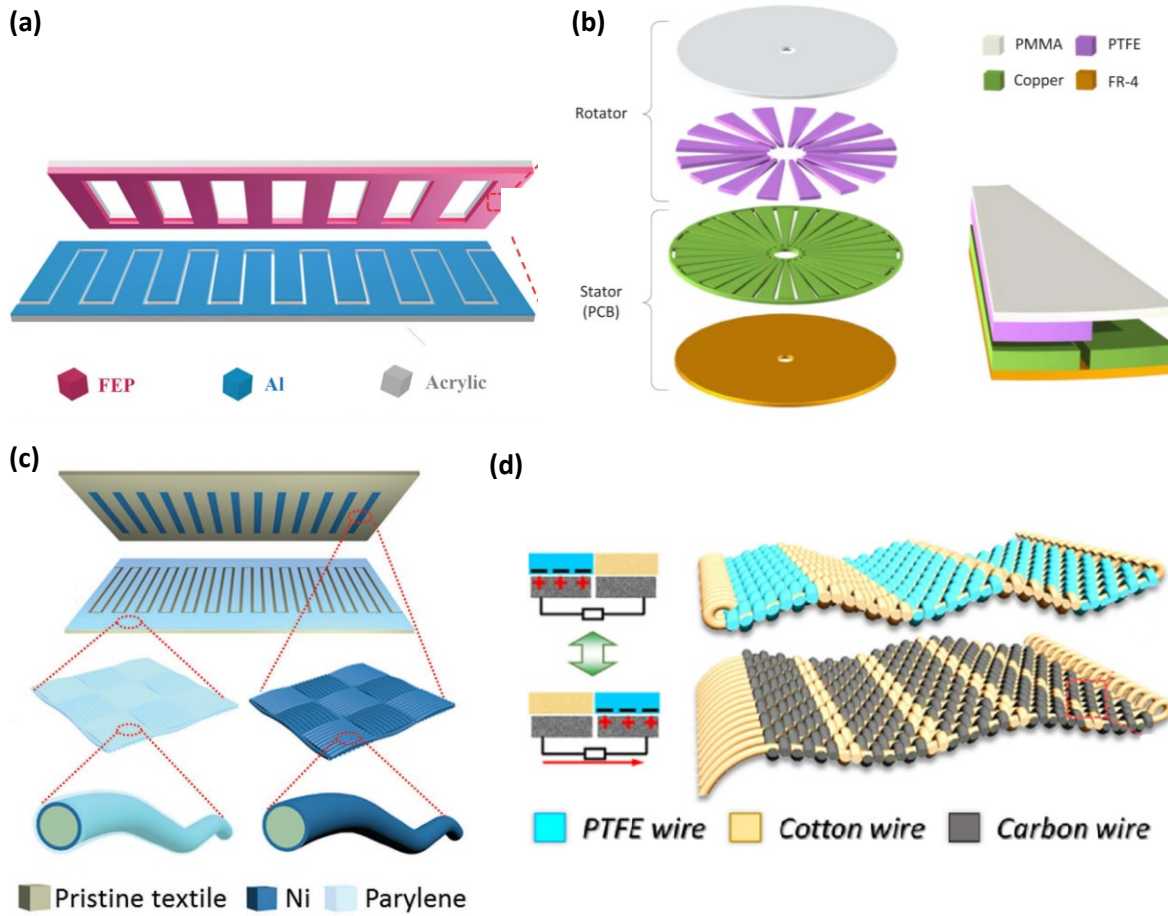 (a)
FEP
Al
Acrylic
(b)
Rotator
Stator
(PCB)
PMMA
PTFE
Copper
FR-4
(c)
Pristine textile
Ni
Parylene
(d)
PTFE wire
Cotton wire
Carbon wire